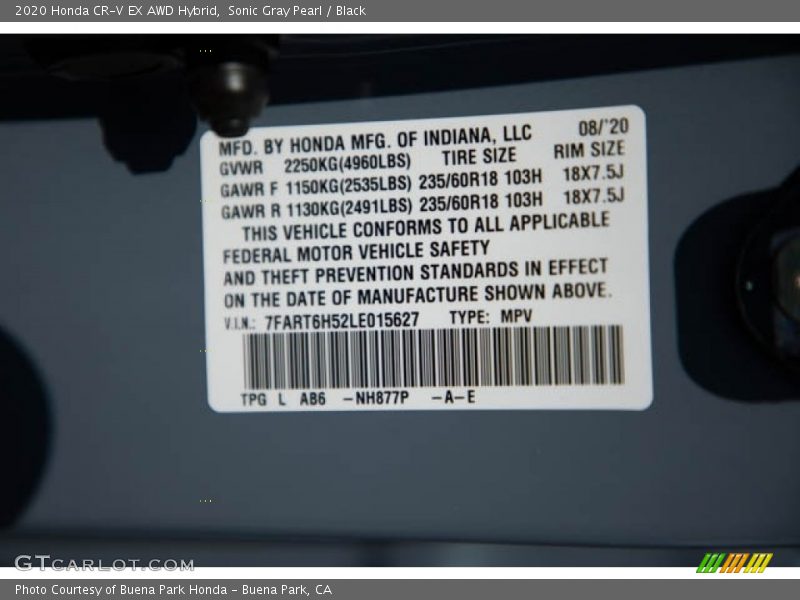 2020 Honda CR-V EX AWD Hybrid, Sonic Gray Pearl / Black
MFD. BY HONDA MFG. OF INDIANA, LLC 08/'20
GVWR 2250KG(4960LBS) TIRE SIZE RIM SIZE
GAWR F 1150KG(2535LBS) 235/60R18 103H 18X7.5J
GAWR R 1130KG(2491LBS) 235/60R18 103H 18X7.5J
THIS VEHICLE CONFORMS TO ALL APPLICABLE
FEDERAL MOTOR VEHICLE SAFETY
AND THEFT PREVENTION STANDARDS IN EFFECT
ON THE DATE OF MANUFACTURE SHOWN ABOVE.
V.I.N.: 7FART6H52LE015627 TYPE: MPV
TPG L AB6 -NH877P -A-E
GTCARLOT.COM
Photo Courtesy of Buena Park Honda - Buena Park, CA